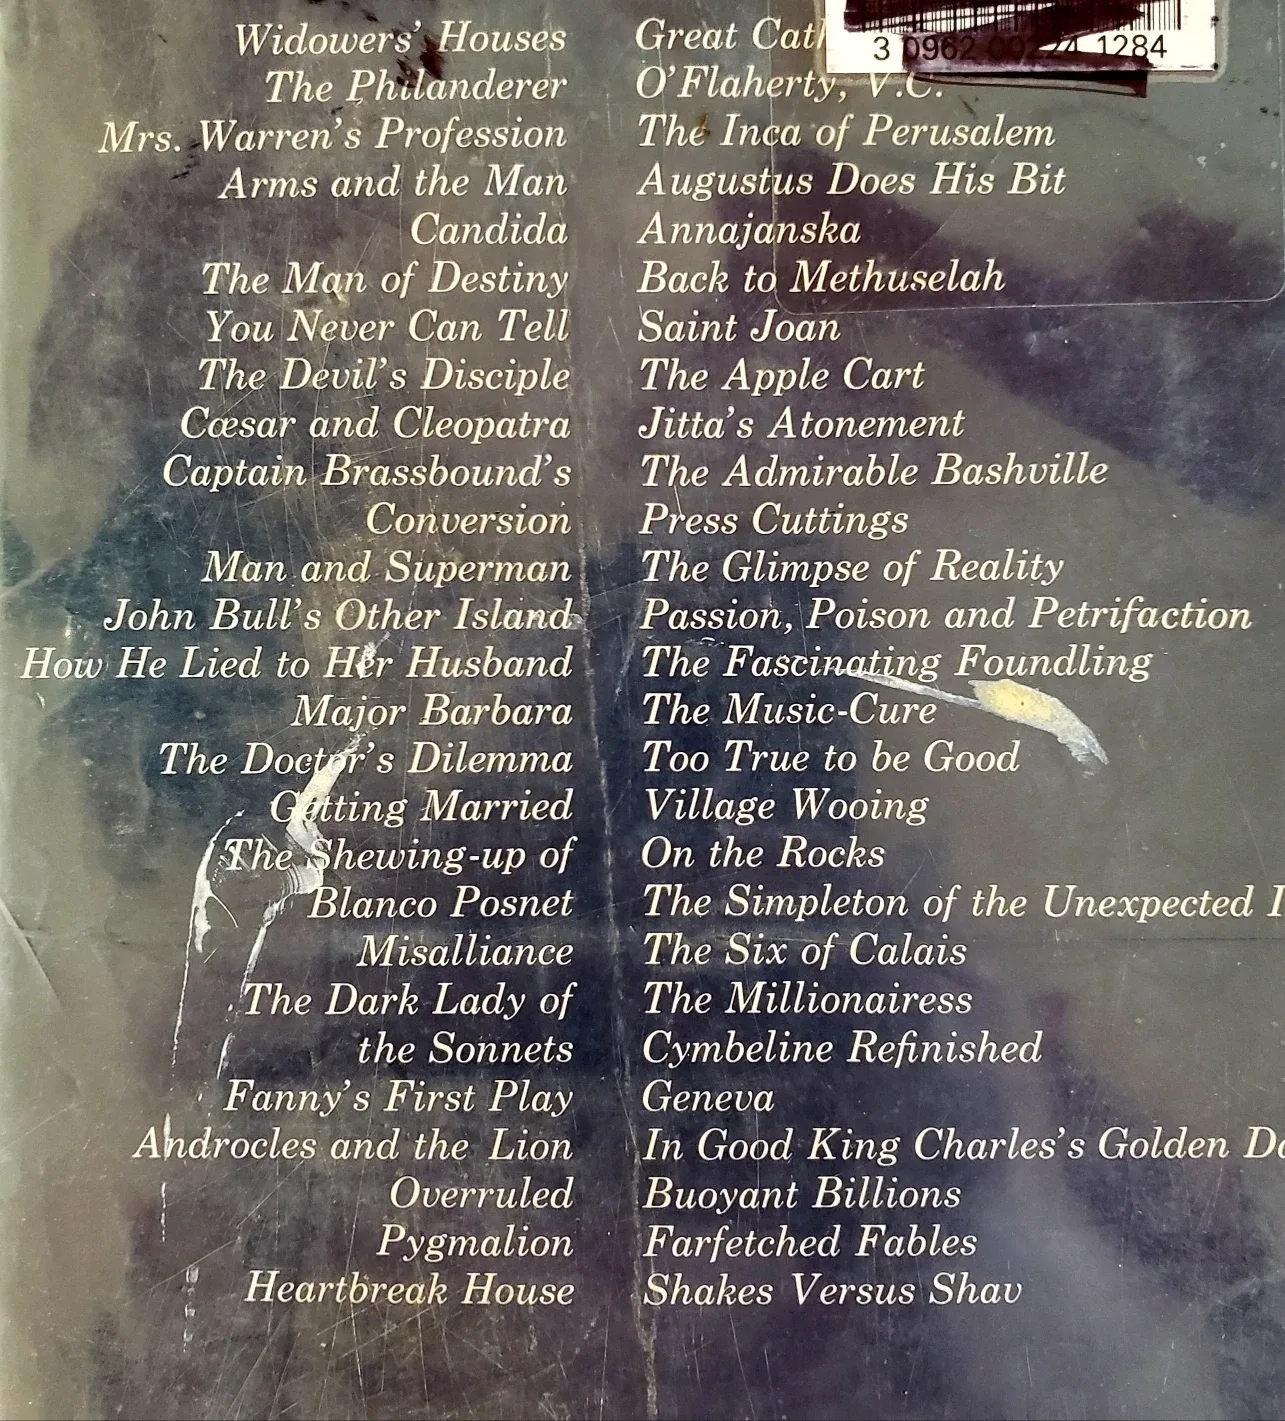 Widowers' Houses
The Philanderer
Mrs. Warren's Profession
Arms and the Man
Candida
The Man of Destiny
You Never Can Tell
The Devil's Disciple
Cæsar and Cleopatra
Captain Brassbound's
Conversion
Man and Superman
John Bull's Other Island
How He Lied to Her Husband
Major Barbara
The Doctor's Dilemma
Getting Married
The Shewing-up of
Blanco Posnet
Misalliance
The Dark Lady of
the Sonnets
Fanny's First Play
Androcles and the Lion
Overruled
Pygmalion
Heartbreak House
3 1284
Great
O'Flaherty, V.C.
The Inca of Perusalem
Augustus Does His Bit
Annajanska
Back to Methuselah
Saint Joan
The Apple Cart
Jitta's Atonement
The Admirable Bashville
Press Cuttings
The Glimpse of Reality
Passion, Poison and Petrifaction
The Fascinating Foundling
The Music-Cure
Too True to be Good
Village Wooing
On the Rocks
The Simpleton of the Unexpected
The Six of Calais
The Millionairess
Cymbeline Refinished
Geneva
In Good King Charles's Golden
Buoyant Billions
Farfetched Fables
Shakes Versus Shav